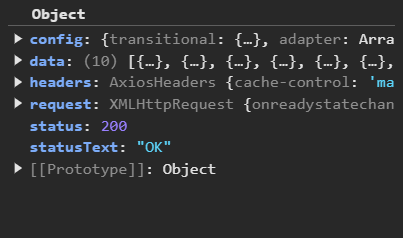 Object
config: {transitional: {…}, adapter: Arra
data: (10) [{…}, {…}, {…}, {…}, {…}, {…},
headers: AxiosHeaders {cache-control: 'ma
request: XMLHttpRequest {onreadystatechan
status: 200
statusText: "OK"
[[Prototype]]: Object